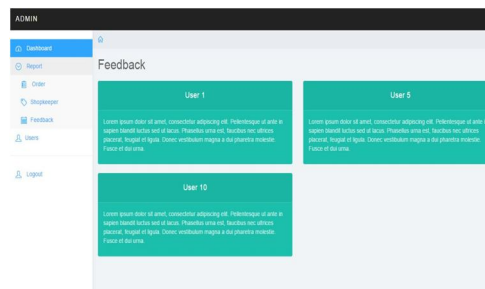 ADMIN
Dashboard
Report
Order
Shopkeeper
Feedback
Users
Logout
Feedback
User 1
Lorem ipsum dolor sit amet, consectetur adipiscing elit. Pellentesque ut ante in
sapien blandit luctus sed ut lacus. Phasellus urna est, faucibus nec ultrices
placerat, feugiat et ligula. Donec vestibulum magna a dui pharetra molestie.
Fusce et dui urna.
User 5
Lorem ipsum dolor sit amet, consectetur adipiscing elit. Pellentesque ut ante
sapien blandit luctus sed ut lacus. Phasellus urna est, faucibus nec ultrices
placerat, feugiat et ligula. Donec vestibulum magna a dui pharetra molestie.
Fusce et dui urna.
User 10
Lorem ipsum dolor sit amet, consectetur adipiscing elit. Pellentesque ut ante in
sapien blandit luctus sed ut lacus. Phasellus urna est, faucibus nec ultrices
placerat, feugiat et ligula. Donec vestibulum magna a dui pharetra molestie.
Fusce et dui urna.